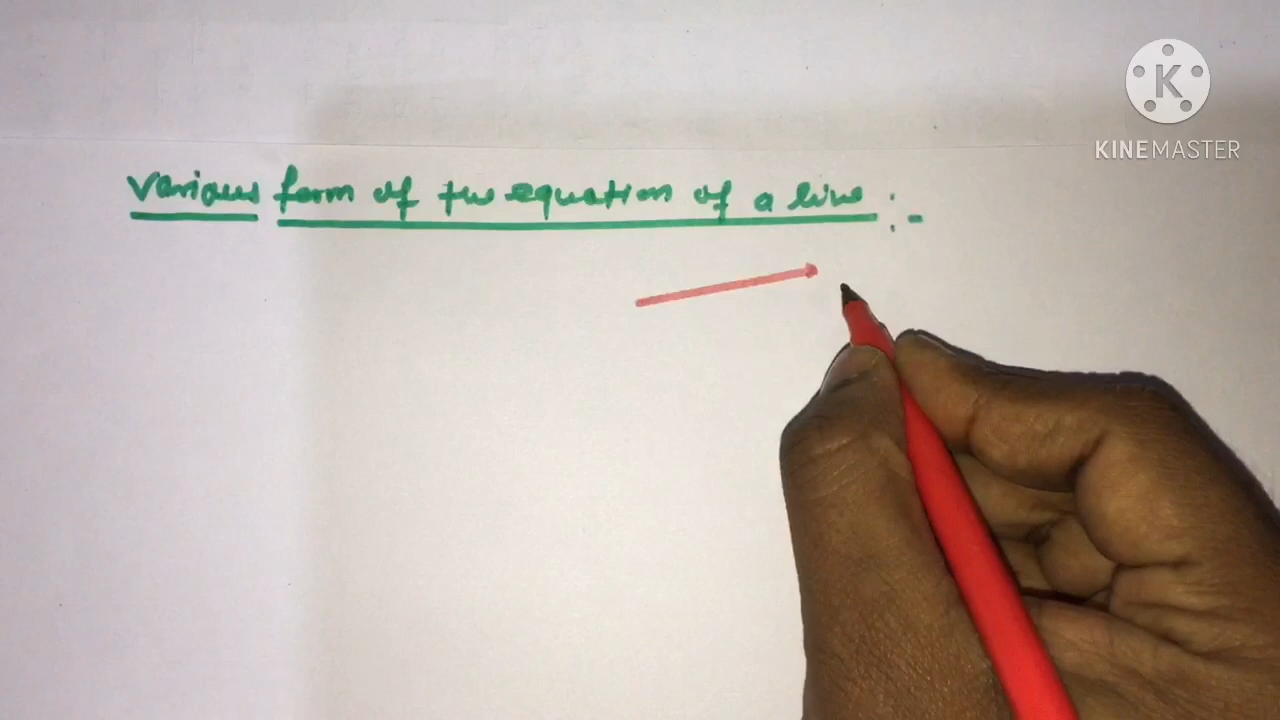 KINEMASTER
Various form of the equation of a line :-